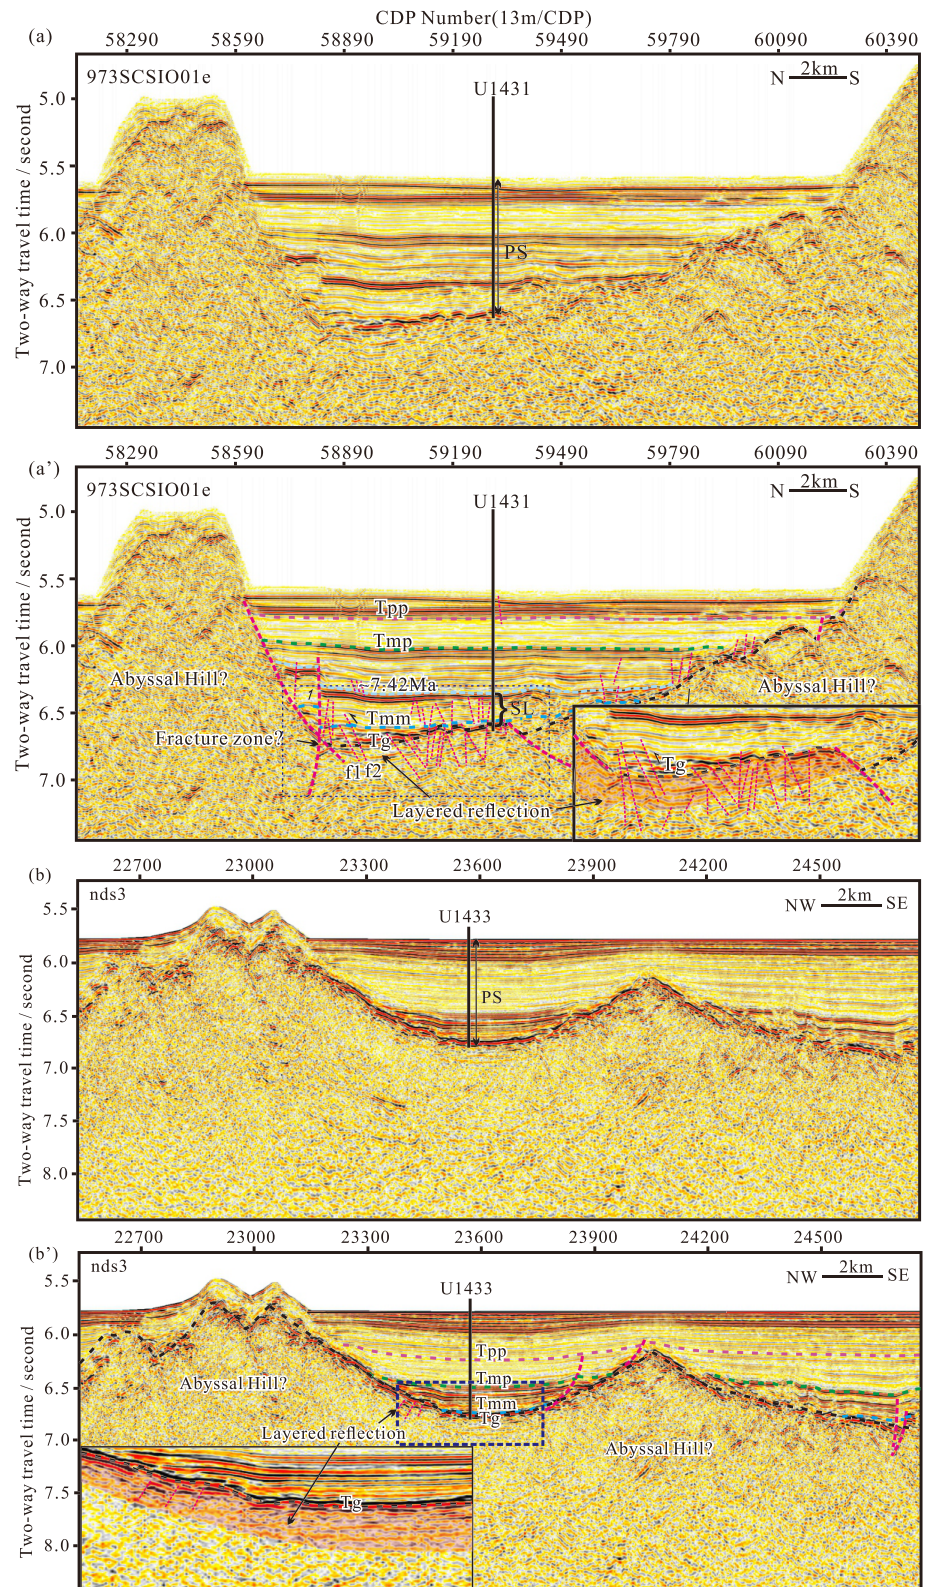 CDP Number(13m/CDP)
(a)
58290 58590 58890 59190 59490 59790 60090 60390
973SCSIO01e
N 2km S
U1431
5.0
5.5
6.0
6.5
7.0
PS
Two-way travel time / second
(a’)
58290 58590 58890 59190 59490 59790 60090 60390
973SCSIO01e
N 2km S
U1431
5.0
5.5
6.0
6.5
7.0
Two-way travel time / second
Tpp
Tmp
Abyssal Hill?
~7.42Ma
Abyssal Hill?
SL
Tmm
Fracture zone?
Tg
f1 f2
Tg
Layered reflection
(b)
22700 23000 23300 23600 23900 24200 24500
nds3
NW 2km SE
U1433
5.5
6.0
6.5
7.0
7.5
8.0
PS
Two-way travel time / second
(b’)
22700 23000 23300 23600 23900 24200 24500
nds3
NW 2km SE
U1433
5.5
6.0
6.5
7.0
7.5
8.0
Two-way travel time / second
Tpp
Tmp
Abyssal Hill?
Tmm
Tg
Layered reflection
Abyssal Hill?
Tg